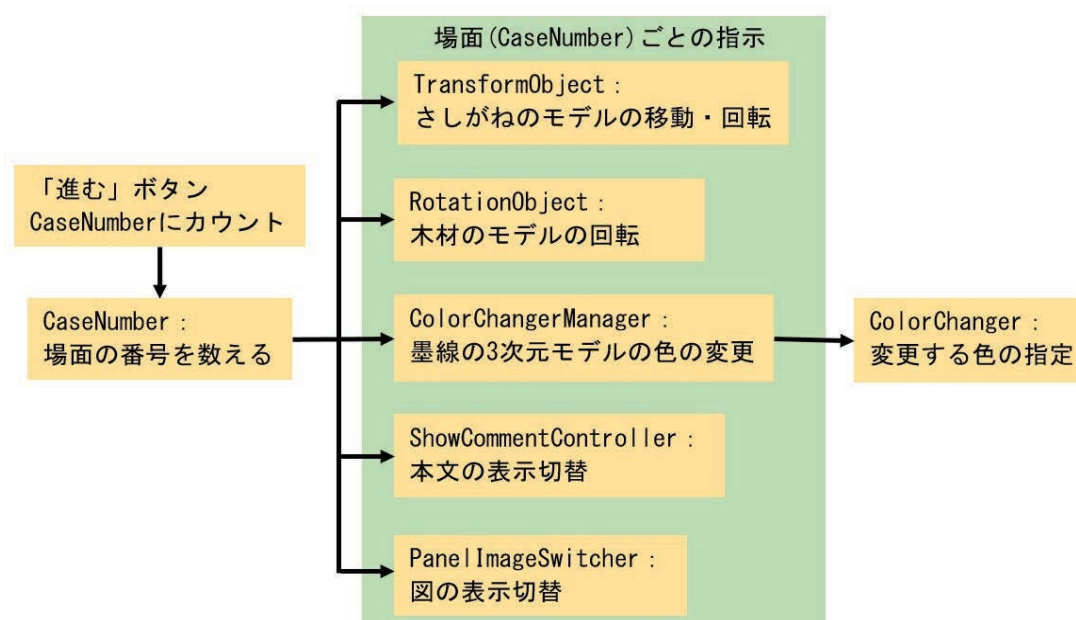 場面(CaseNumber)ごとの指示
TransformObject：
さしがねのモデルの移動・回転
「進む」ボタン
CaseNumberにカウント
RotationObject：
木材のモデルの回転
CaseNumber：
場面の番号を数える
ColorChangerManager：
墨線の3次元モデルの色の変更
ColorChanger：
変更する色の指定
ShowCommentController：
本文の表示切替
PanelImageSwitcher：
図の表示切替